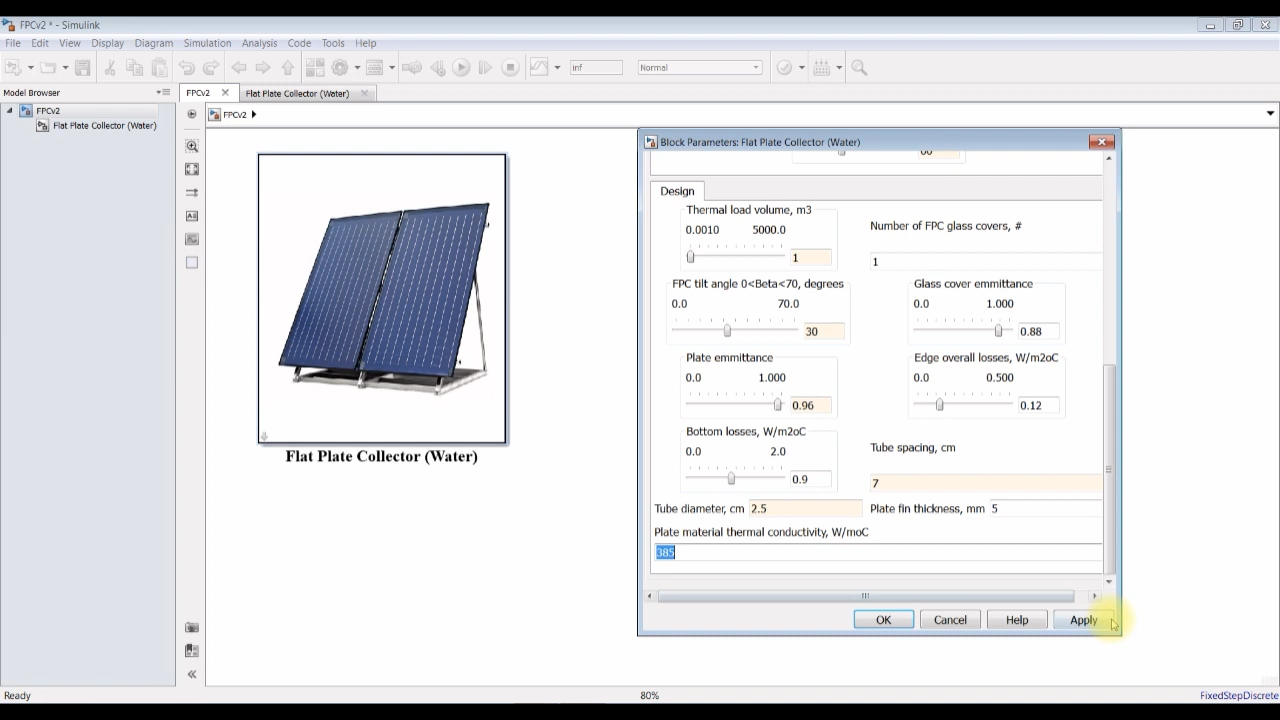 FPCv2 * - Simulink
File Edit View Display Diagram Simulation Analysis Code Tools Help
inf Normal
Model Browser
FPCv2 Flat Plate Collector (Water)
FPCv2
FPCv2
Flat Plate Collector (Water)
Flat Plate Collector (Water)
Block Parameters: Flat Plate Collector (Water)
Design
Thermal load volume, m3
0.0010 5000.0
1
Number of FPC glass covers, #
1
FPC tilt angle 0<Beta<70, degrees
0.0 70.0
30
Glass cover emmittance
0.0 1.000
0.88
Plate emmittance
0.0 1.000
0.96
Edge overall losses, W/m2oC
0.0 0.500
0.12
Bottom losses, W/m2oC
0.0 2.0
0.9
Tube spacing, cm
7
Tube diameter, cm 2.5
Plate fin thickness, mm 5
Plate material thermal conductivity, W/moC
385
OK Cancel Help Apply
Ready 80% FixedStepDiscrete